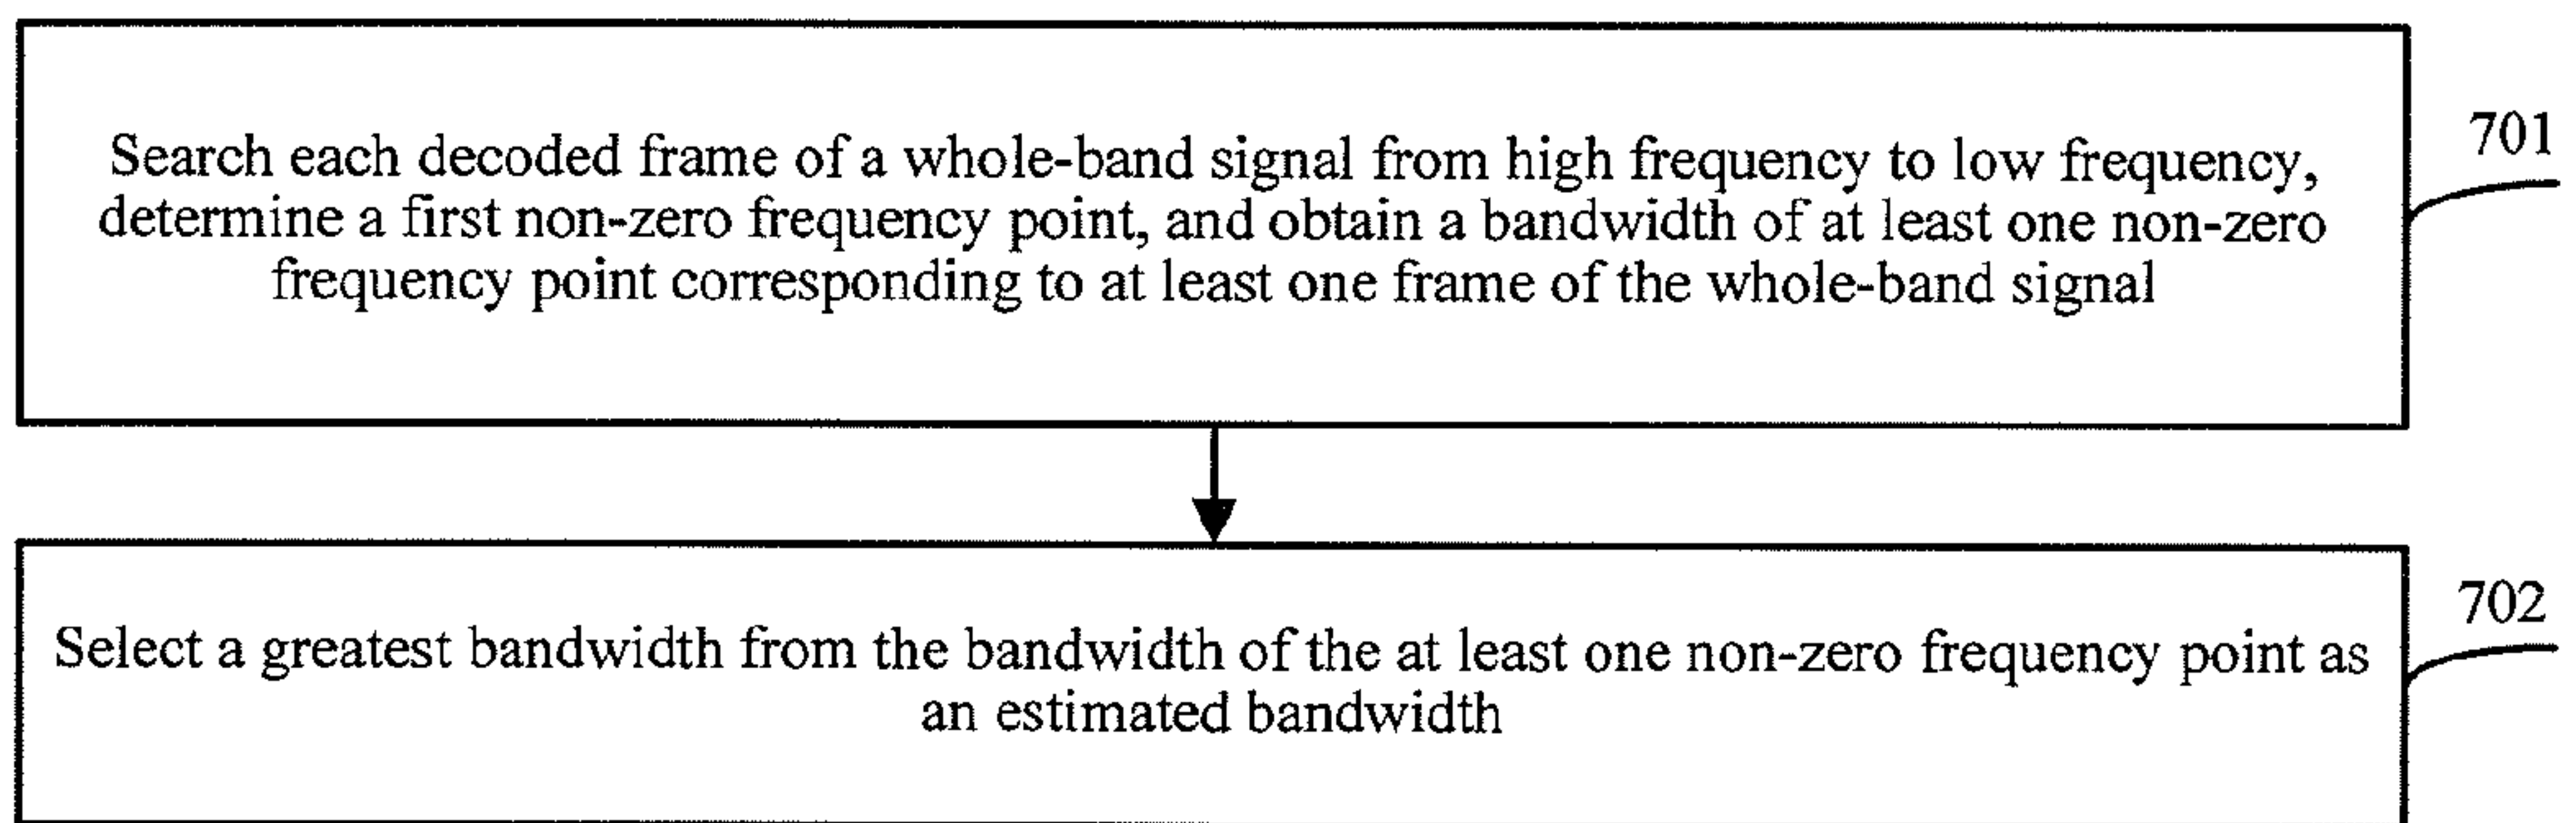 Search each decoded frame of a whole-band signal from high frequency to low frequency,
determine a first non-zero frequency point, and obtain a bandwidth of at least one non-zero
frequency point corresponding to at least one frame of the whole-band signal
701
Select a greatest bandwidth from the bandwidth of the at least one non-zero frequency point as
an estimated bandwidth
702